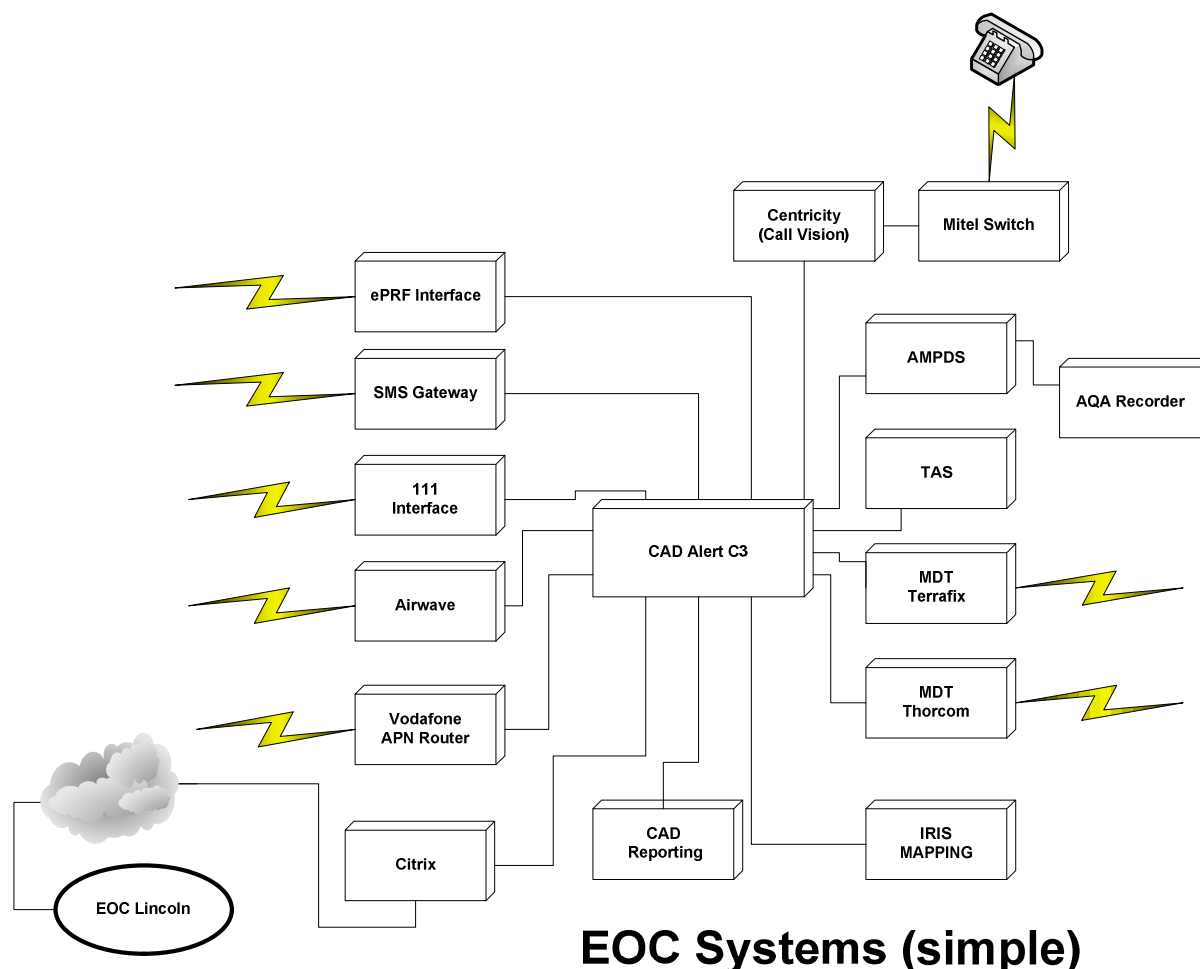 Centricity
(Call Vision)
Mitel Switch
ePRF Interface
AMPDS
SMS Gateway
AQA Recorder
TAS
111
Interface
CAD Alert C3
MDT
Terrafix
Airwave
MDT
Thorcom
Vodafone
APN Router
CAD
Reporting
IRIS
MAPPING
Citrix
EOC Lincoln
EOC Systems (simple)